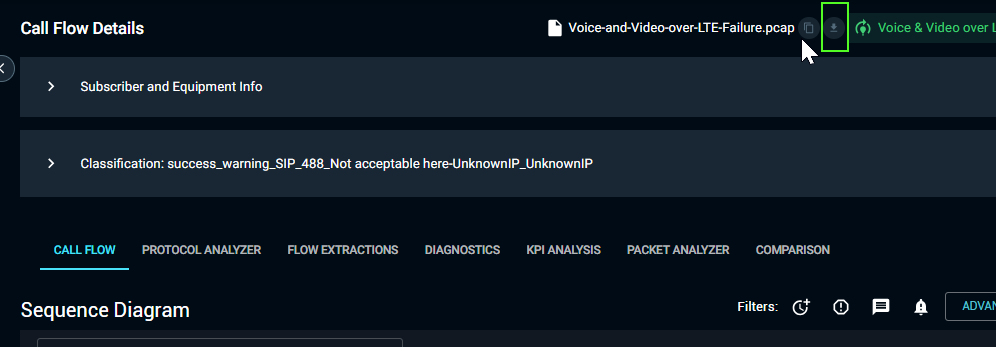 Call Flow Details
Voice-and-Video-over-LTE-Failure.pcap
Voice & Video over L
Subscriber and Equipment Info
Classification: success_warning_SIP_488_Not acceptable here-UnknownIP_UnknownIP
CALL FLOW PROTOCOL ANALYZER FLOW EXTRACTIONS DIAGNOSTICS KPI ANALYSIS PACKET ANALYZER COMPARISON
Sequence Diagram
Filters:
ADVAN